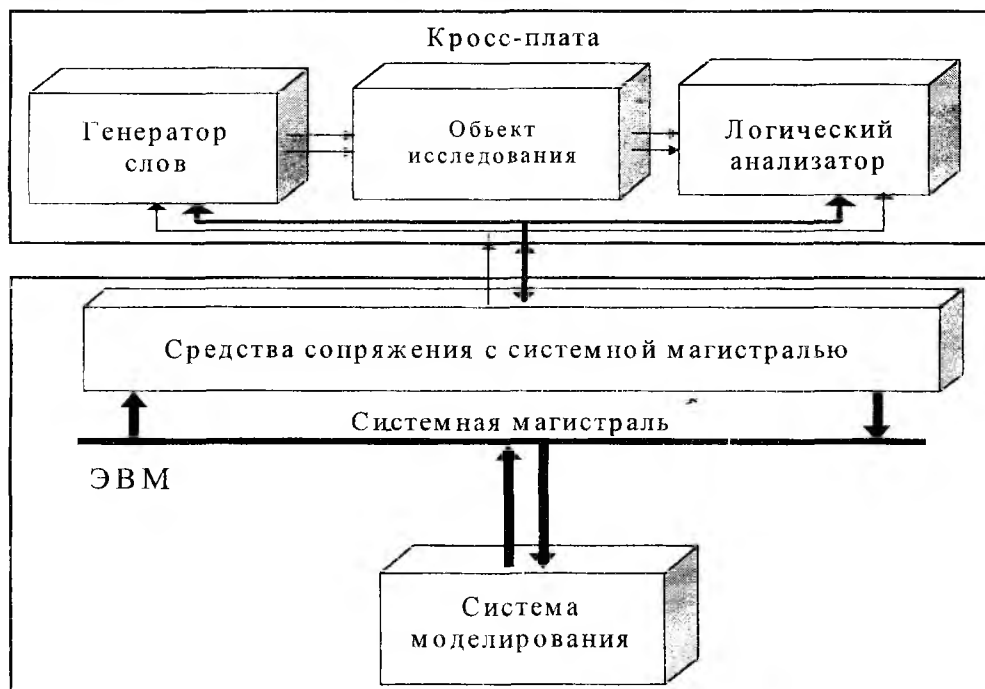 Кросс-плата
Генератор
слов
Обьект
исследования
Логический
анализатор
Средства сопряжения с системной магистралью
Системная магистраль
ЭВМ
Система
моделирования